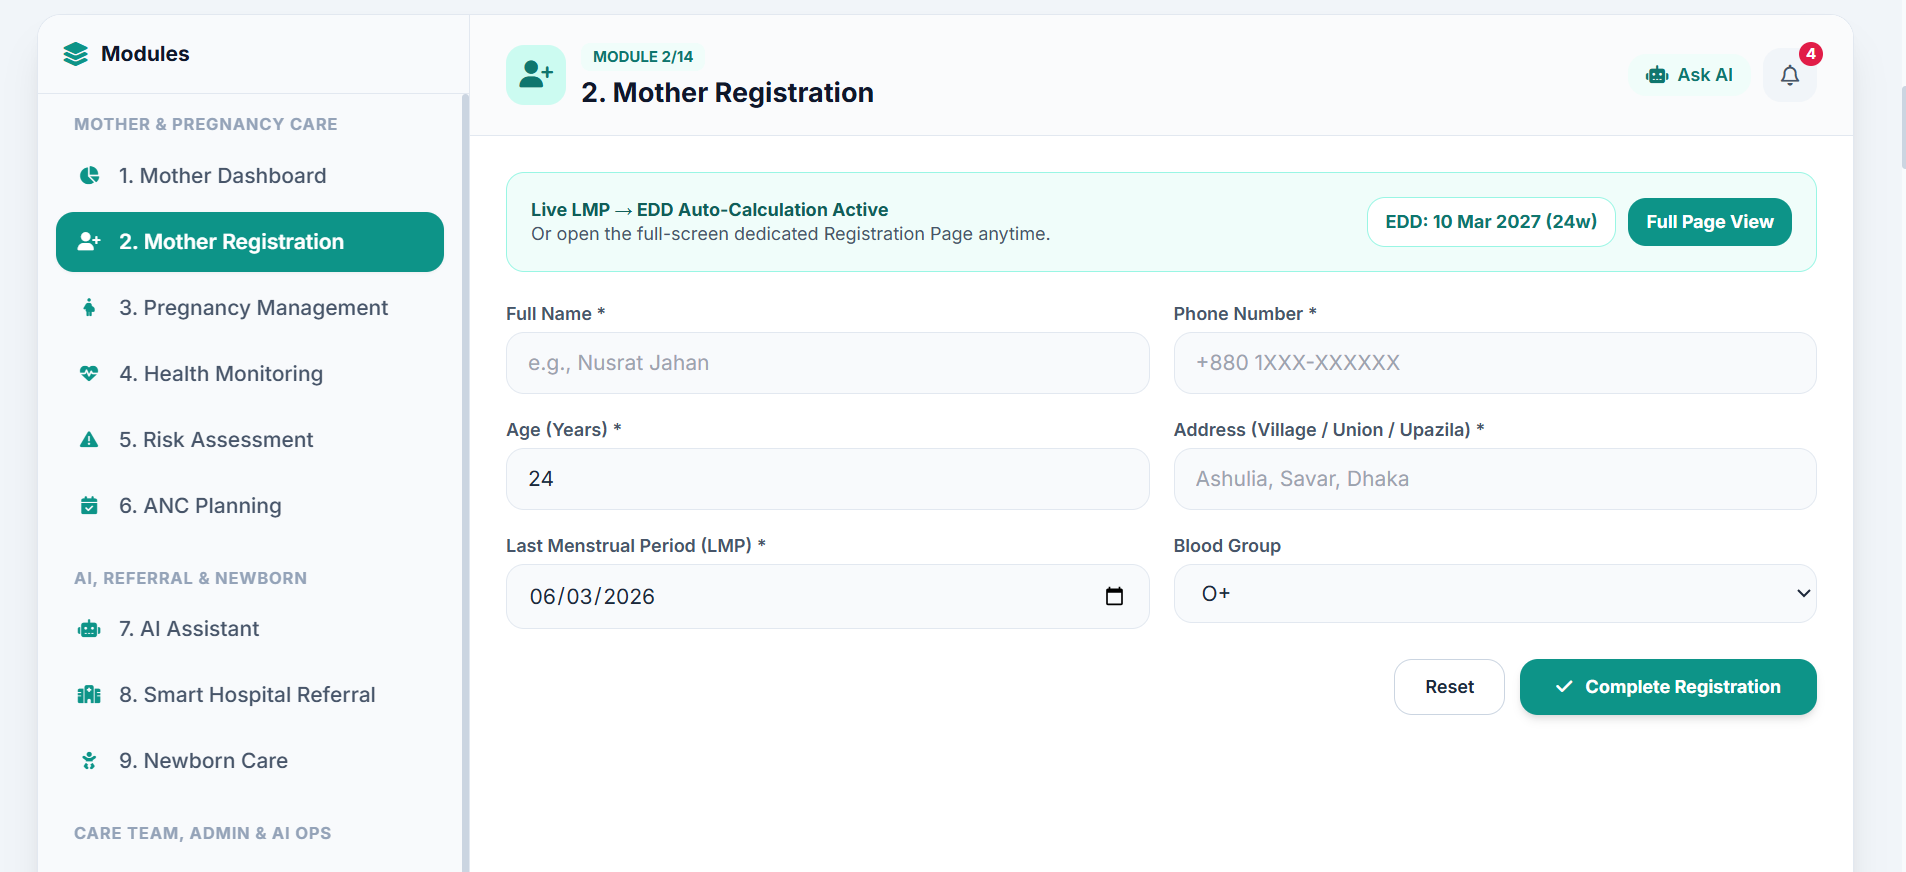 Modules
MOTHER & PREGNANCY CARE
1. Mother Dashboard
2. Mother Registration
3. Pregnancy Management
4. Health Monitoring
5. Risk Assessment
6. ANC Planning
AI, REFERRAL & NEWBORN
7. AI Assistant
8. Smart Hospital Referral
9. Newborn Care
CARE TEAM, ADMIN & AI OPS
MODULE 2/14
2. Mother Registration
Ask AI
4
Live LMP → EDD Auto-Calculation Active
Or open the full-screen dedicated Registration Page anytime.
EDD: 10 Mar 2027 (24w)
Full Page View
Full Name *
e.g., Nusrat Jahan
Phone Number *
+880 1XXX-XXXXXX
Age (Years) *
24
Address (Village / Union / Upazila) *
Ashulia, Savar, Dhaka
Last Menstrual Period (LMP) *
06/03/2026
Blood Group
O+
Reset
Complete Registration